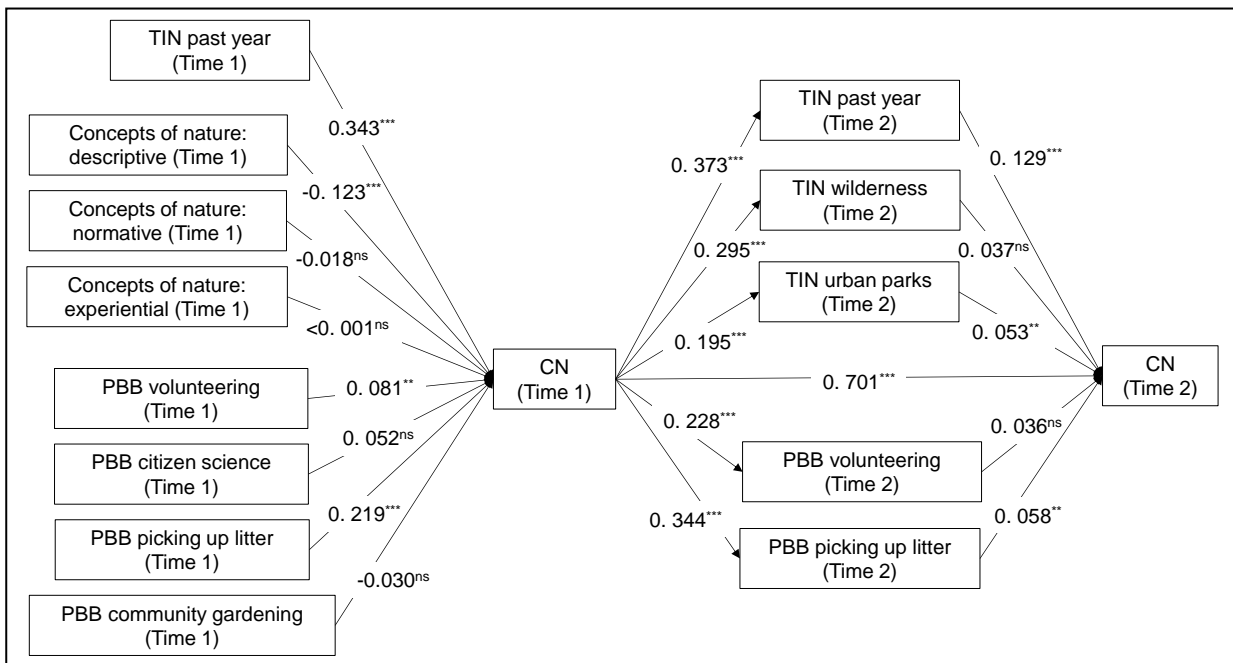 TIN past year
(Time 1)
Concepts of nature:
descriptive (Time 1)
Concepts of nature:
normative (Time 1)
Concepts of nature:
experiential (Time 1)
PBB volunteering
(Time 1)
PBB citizen science
(Time 1)
PBB picking up litter
(Time 1)
PBB community gardening
(Time 1)
0.343***
-0. 123***
-0.018ns
<0. 001ns
0. 081**
0. 052ns
0. 219***
-0.030ns
CN
(Time 1)
0. 373***
0. 295***
0. 195***
0. 701***
0. 228***
0. 344***
TIN past year
(Time 2)
TIN wilderness
(Time 2)
TIN urban parks
(Time 2)
PBB volunteering
(Time 2)
PBB picking up litter
(Time 2)
0. 129***
0. 037ns
0. 053**
0. 036ns
0. 058**
CN
(Time 2)